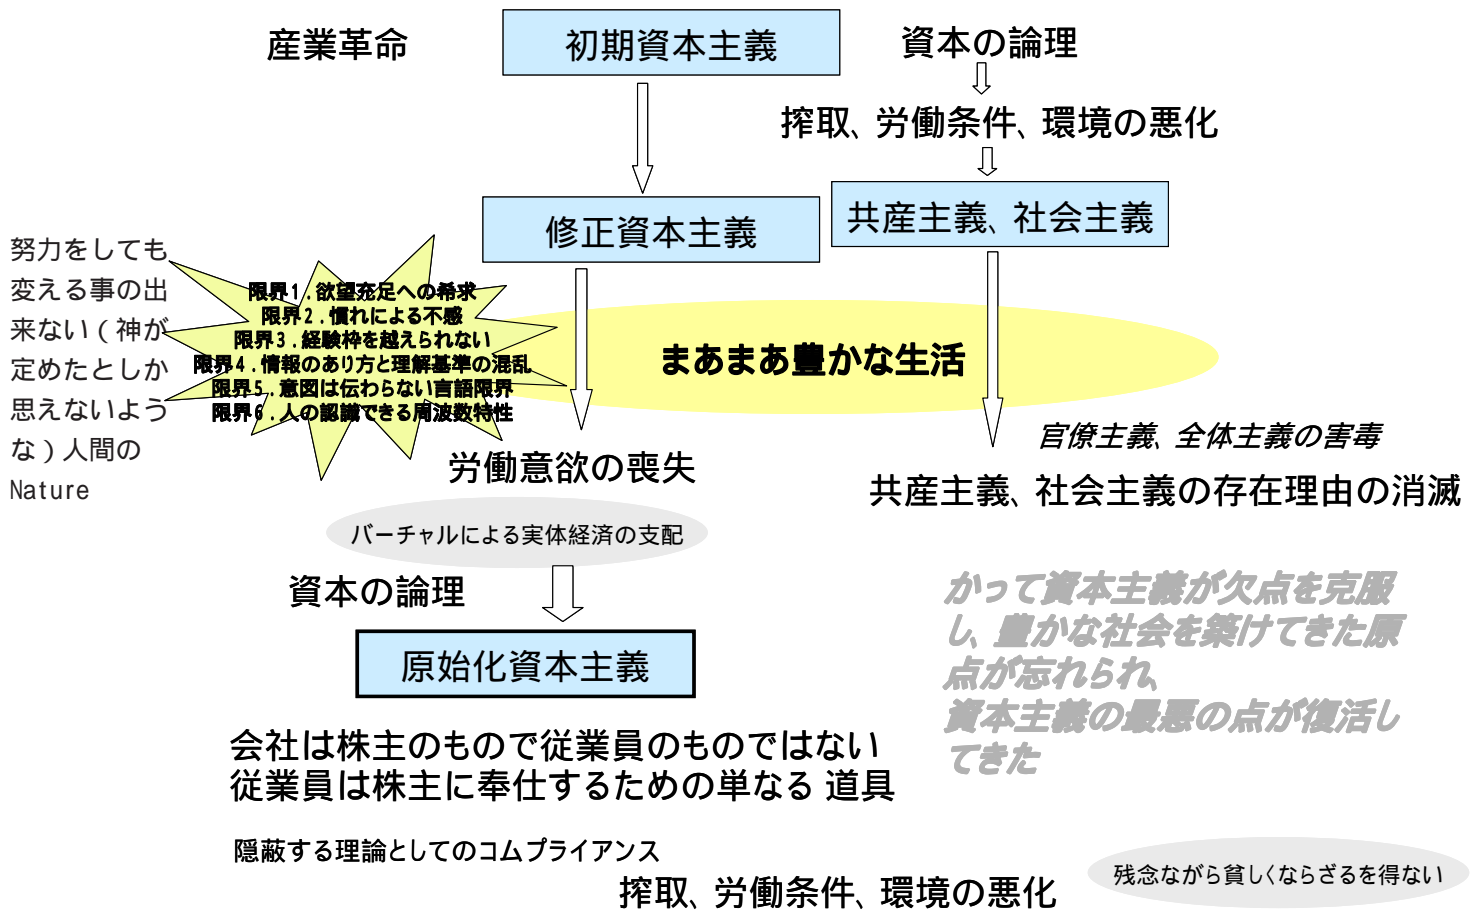 産業革命
初期資本主義
資本の論理
搾取、労働条件、環境の悪化
修正資本主義
共産主義、社会主義
努力をしても
変える事の出
来ない（神が
定めたとしか
思えないよう
な）人間の
Nature
限界1．欲望充足への希求
限界2．慣れによる不感
限界3．経験枠を越えられない
限界4．情報のあり方と理解基準の混乱
限界5．意図は伝わらない言語限界
限界6．人の認識できる周波数特性
まあまあ豊かな生活
労働意欲の喪失
官僚主義、全体主義の害毒
共産主義、社会主義の存在理由の消滅
バーチャルによる実体経済の支配
資本の論理
原始化資本主義
かって資本主義が欠点を克服
し、豊かな社会を築けてきた原
点が忘れられ、
資本主義の最悪の点が復活し
てきた
会社は株主のもので従業員のものではない
従業員は株主に奉仕するための単なる 道具
隠蔽する理論としてのコムプライアンス
搾取、労働条件、環境の悪化
残念ながら貧しくならざるを得ない